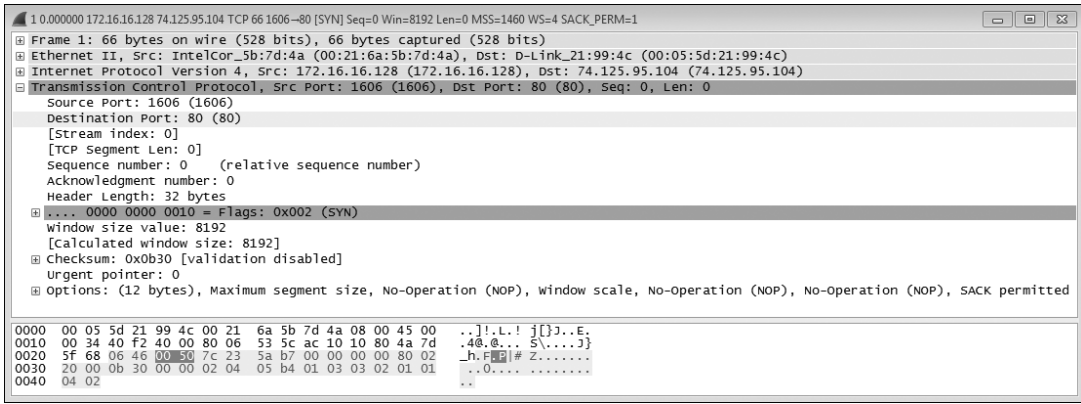 1 0.000000 172.16.16.128 74.125.95.104 TCP 66 1606→80 [SYN] Seq=0 Win=8192 Len=0 MSS=1460 WS=4 SACK_PERM=1
Frame 1: 66 bytes on wire (528 bits), 66 bytes captured (528 bits)
Ethernet II, Src: IntelCor_5b:7d:4a (00:21:6a:5b:7d:4a), Dst: D-Link_21:99:4c (00:05:5d:21:99:4c)
Internet Protocol Version 4, Src: 172.16.16.128 (172.16.16.128), Dst: 74.125.95.104 (74.125.95.104)
Transmission Control Protocol, Src Port: 1606 (1606), Dst Port: 80 (80), Seq: 0, Len: 0
Source Port: 1606 (1606)
Destination Port: 80 (80)
[Stream index: 0]
[TCP Segment Len: 0]
Sequence number: 0 (relative sequence number)
Acknowledgment number: 0
Header Length: 32 bytes
.... 0000 0000 0010 = Flags: 0x002 (SYN)
Window size value: 8192
[Calculated window size: 8192]
Checksum: 0x0b30 [validation disabled]
Urgent pointer: 0
Options: (12 bytes), Maximum segment size, No-Operation (NOP), Window scale, No-Operation (NOP), No-Operation (NOP), SACK permitted
0000 00 05 5d 21 99 4c 00 21 6a 5b 7d 4a 08 00 45 00 ..]!.L.! j[}J..E.
0010 00 34 40 f2 40 00 80 06 53 5c ac 10 10 80 4a 7d .4@.@... S\....J}
0020 5f 68 06 46 00 50 7c 23 5a b7 00 00 00 00 80 02 _h.F.P|# Z.......
0030 20 00 0b 30 00 00 02 04 05 b4 01 03 03 02 01 01 ..0.... ........
0040 04 02 ..